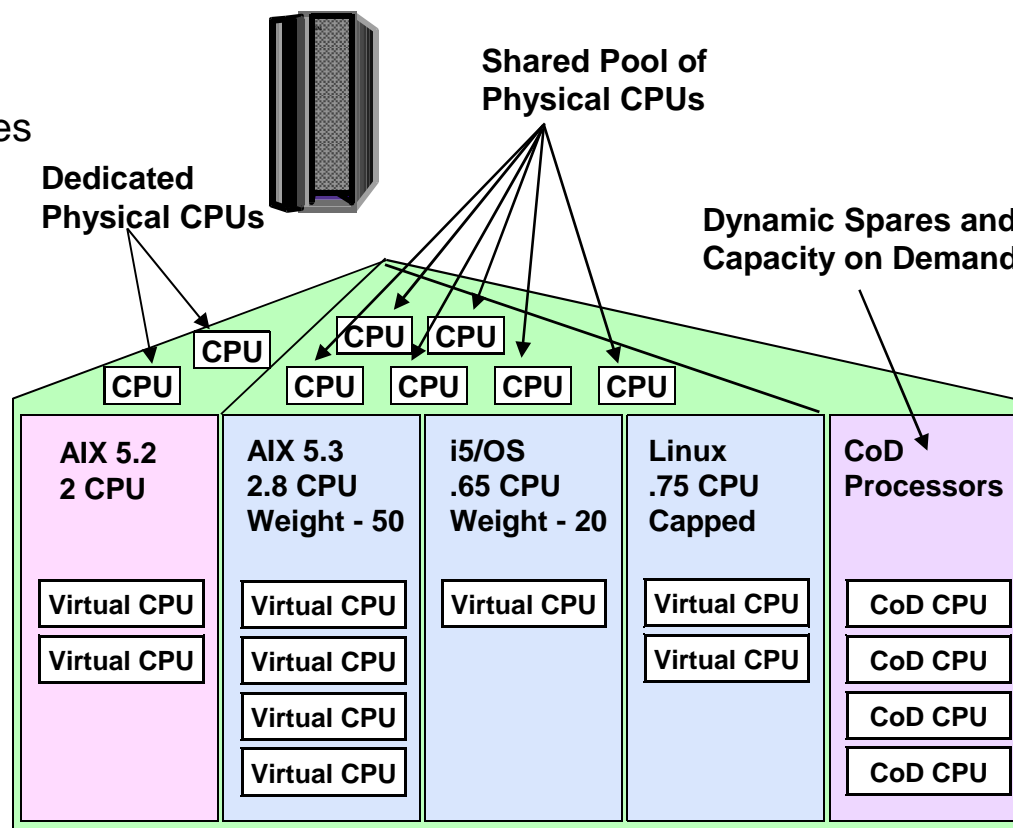 es
Shared Pool of
Physical CPUs
Dedicated
Physical CPUs
Dynamic Spares and
Capacity on Demand
CPU
CPU
CPU
CPU
CPU
CPU
CPU
CPU
AIX 5.2
2 CPU
Virtual CPU
Virtual CPU
AIX 5.3
2.8 CPU
Weight - 50
Virtual CPU
Virtual CPU
Virtual CPU
Virtual CPU
i5/OS
.65 CPU
Weight - 20
Virtual CPU
Linux
.75 CPU
Capped
Virtual CPU
Virtual CPU
CoD
Processors
CoD CPU
CoD CPU
CoD CPU
CoD CPU